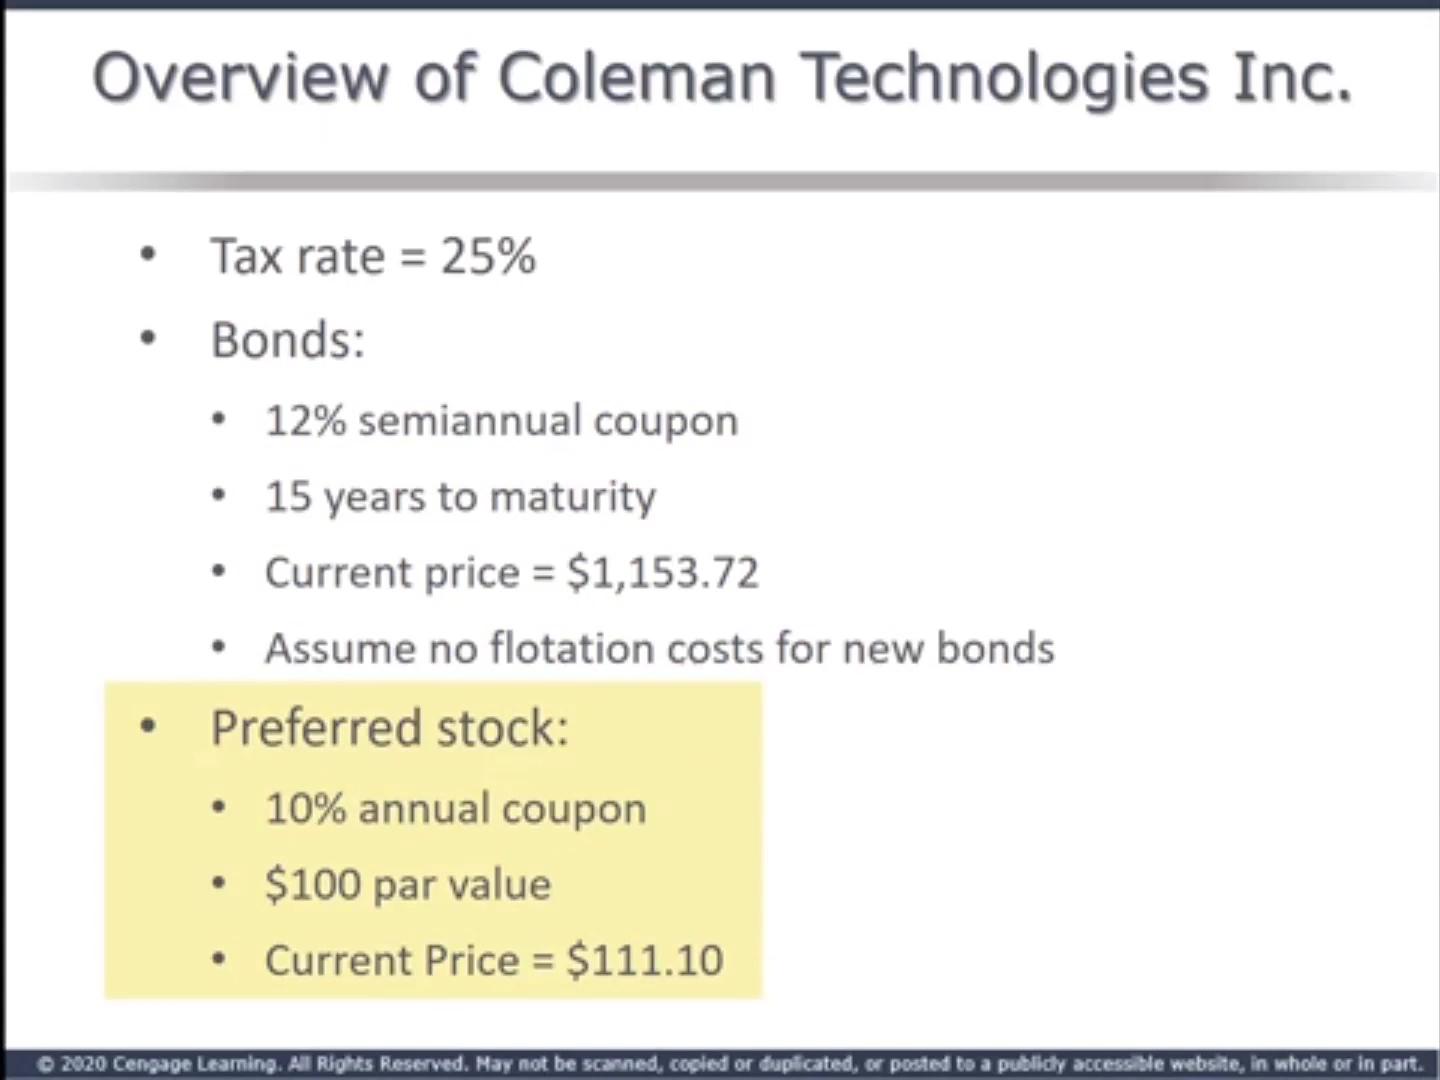 Overview of Coleman Technologies Inc.
• Tax rate = 25%
• Bonds:
• 12% semiannual coupon
• 15 years to maturity
• Current price = $1,153.72
• Assume no flotation costs for new bonds
• Preferred stock:
• 10% annual coupon
• $100 par value
• Current Price = $111.10
© 2020 Cengage Learning. All Rights Reserved. May not be scanned, copied or duplicated, or posted to a publicly accessible website, in whole or in part.